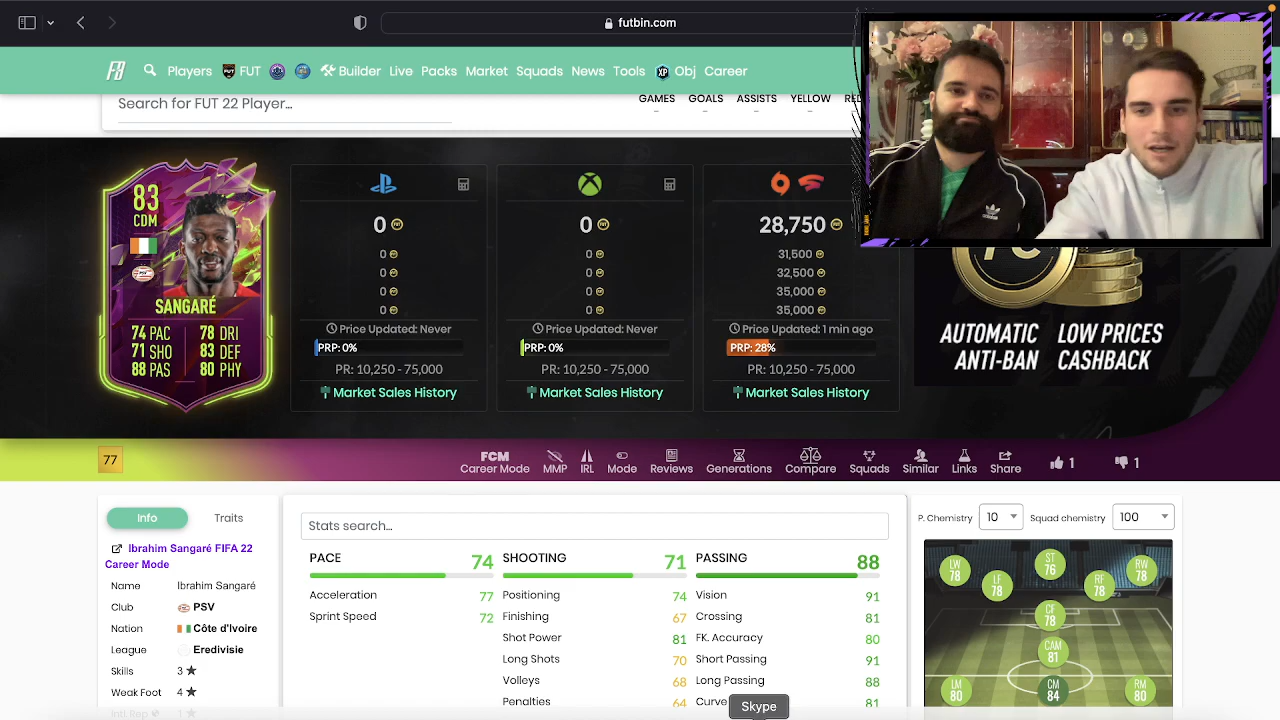 futbin.com
Players FUT Builder Live Packs Market Squads News Tools XP Obj Career
Search for FUT 22 Player...
GAMES GOALS ASSISTS YELLOW RED
83
CDM
SANGARÉ
74 PAC 78 DRI
71 SHO 83 DEF
88 PAS 80 PHY
0
0
0
0
0
Price Updated: Never
PRP: 0%
PR: 10,250 - 75,000
Market Sales History
0
0
0
0
0
Price Updated: Never
PRP: 0%
PR: 10,250 - 75,000
Market Sales History
28,750
31,500
32,500
35,000
35,000
Price Updated: 1 min ago
PRP: 28%
PR: 10,250 - 75,000
Market Sales History
adidas
AUTOMATIC LOW PRICES
ANTI-BAN CASHBACK
77
FCM
Career Mode MMP IRL Mode Reviews Generations Compare Squads Similar Links Share 1 1
Info Traits
Ibrahim Sangaré FIFA 22
Career Mode
Name Ibrahim Sangaré
Club PSV
Nation Côte d'Ivoire
League Eredivisie
Skills 3
Weak Foot 4
Intl. Rep 1
Stats search...
PACE 74
Acceleration 77
Sprint Speed 72
SHOOTING 71
Positioning 74
Finishing 67
Shot Power 81
Long Shots 70
Volleys 68
Penalties 64
PASSING 88
Vision 91
Crossing 81
FK. Accuracy 80
Short Passing 91
Long Passing 88
Curve 81
Skype
P. Chemistry 10 Squad chemistry 100
ST
76
LW
78
RW
78
LF
78
RF
78
CF
78
CAM
81
LM
80
CM
84
RM
80